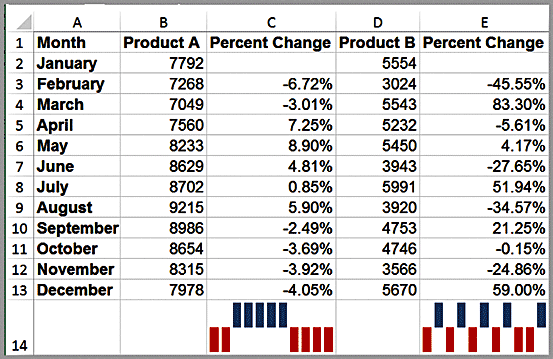 A B C D E
1 Month Product A Percent Change Product B Percent Change
2 January 7792 5554
3 February 7268 -6.72% 3024 -45.55%
4 March 7049 -3.01% 5543 83.30%
5 April 7560 7.25% 5232 -5.61%
6 May 8233 8.90% 5450 4.17%
7 June 8629 4.81% 3943 -27.65%
8 July 8702 0.85% 5991 51.94%
9 August 9215 5.90% 3920 -34.57%
10 September 8986 -2.49% 4753 21.25%
11 October 8654 -3.69% 4746 -0.15%
12 November 8315 -3.92% 3566 -24.86%
13 December 7978 -4.05% 5670 59.00%
14